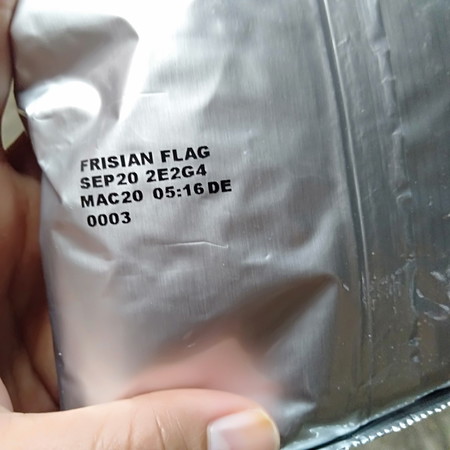 FRISIAN FLAG
SEP20 2E2G4
MAC20 05:16 DE
0003